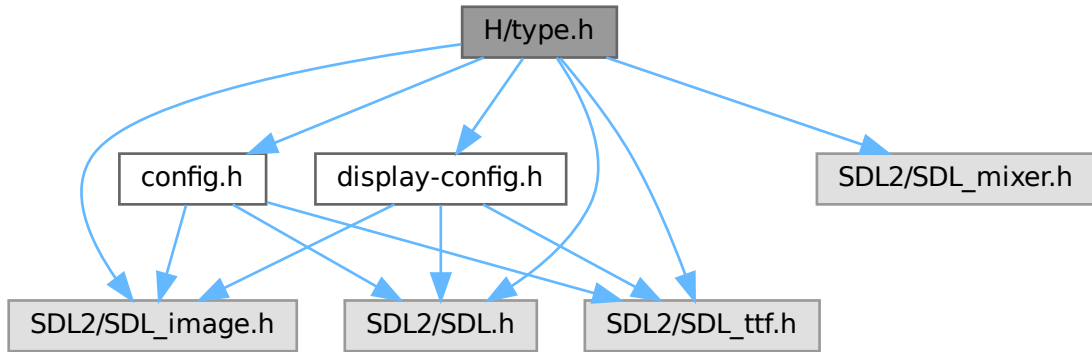 H/type.h
config.h
display-config.h
SDL2/SDL_mixer.h
SDL2/SDL_image.h
SDL2/SDL.h
SDL2/SDL_ttf.h